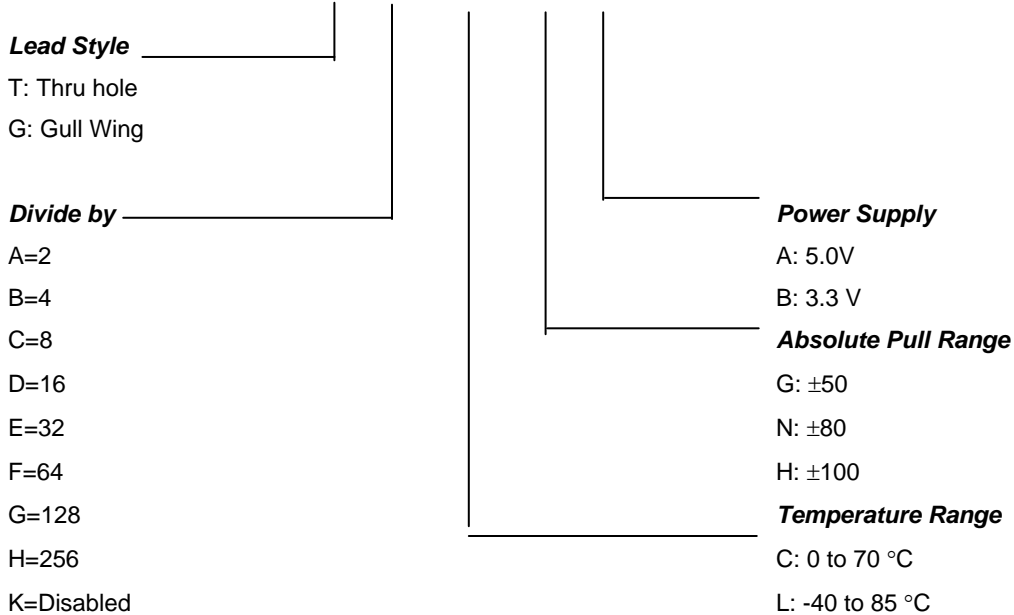 Lead Style
T: Thru hole
G: Gull Wing
Divide by
A=2
B=4
C=8
D=16
E=32
F=64
G=128
H=256
K=Disabled
Power Supply
A: 5.0V
B: 3.3 V
Absolute Pull Range
G: ±50
N: ±80
H: ±100
Temperature Range
C: 0 to 70 °C
L: -40 to 85 °C